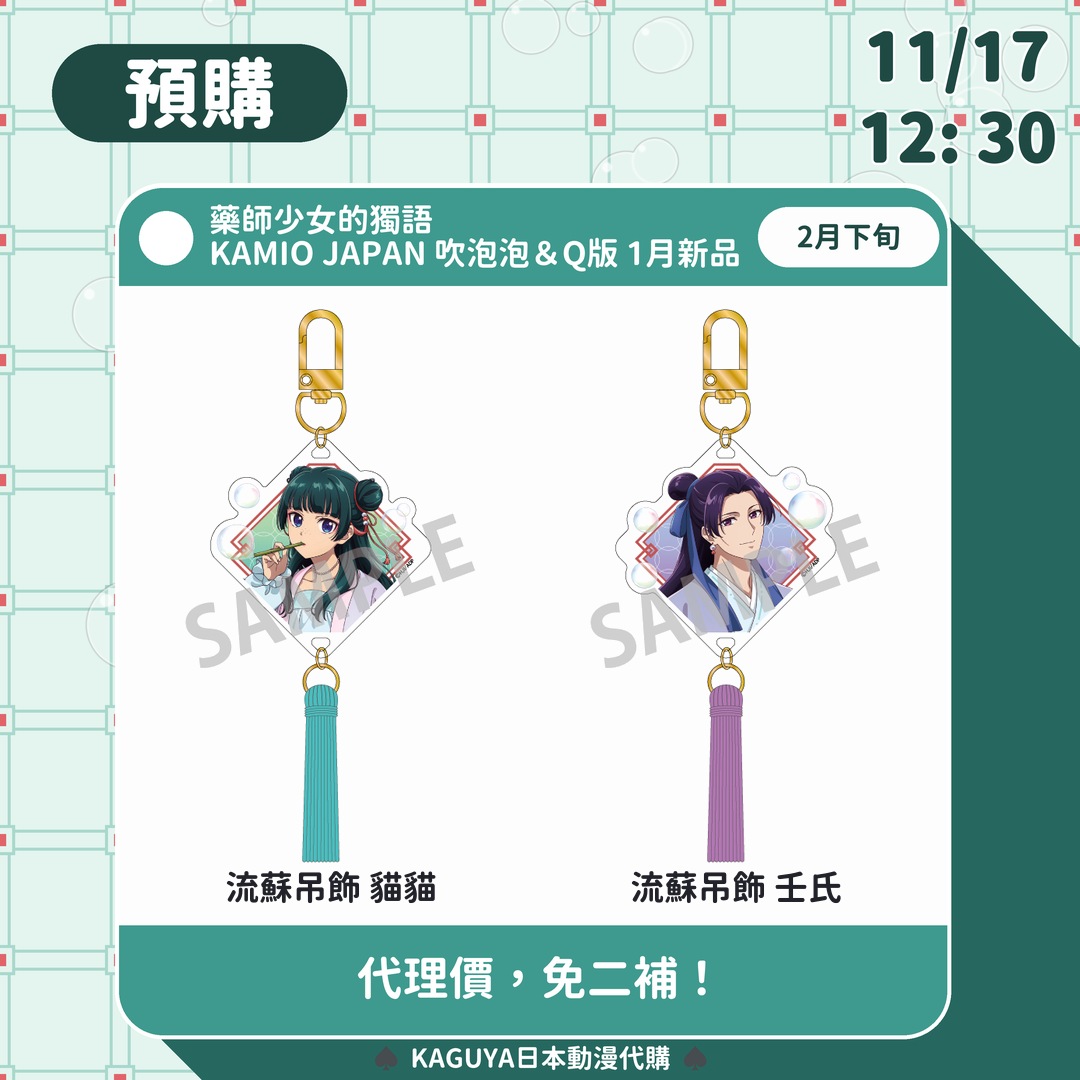 預購
11/17
12: 30
藥師少女的獨語
KAMIO JAPAN 吹泡泡&Q版 1月新品
2月下旬
SAMPLE
SAMPLE
流蘇吊飾 貓貓
流蘇吊飾 壬氏
代理價，免二補！
♠ KAGUYA日本動漫代購 ♠